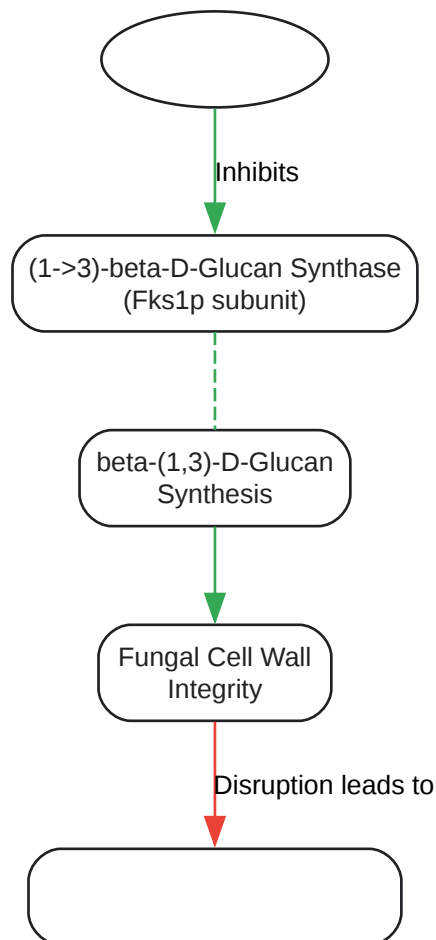 Inhibits
(1->3)-beta-D-Glucan Synthase
(Fks1p subunit)
beta-(1,3)-D-Glucan
Synthesis
Fungal Cell Wall
Integrity
Disruption leads to